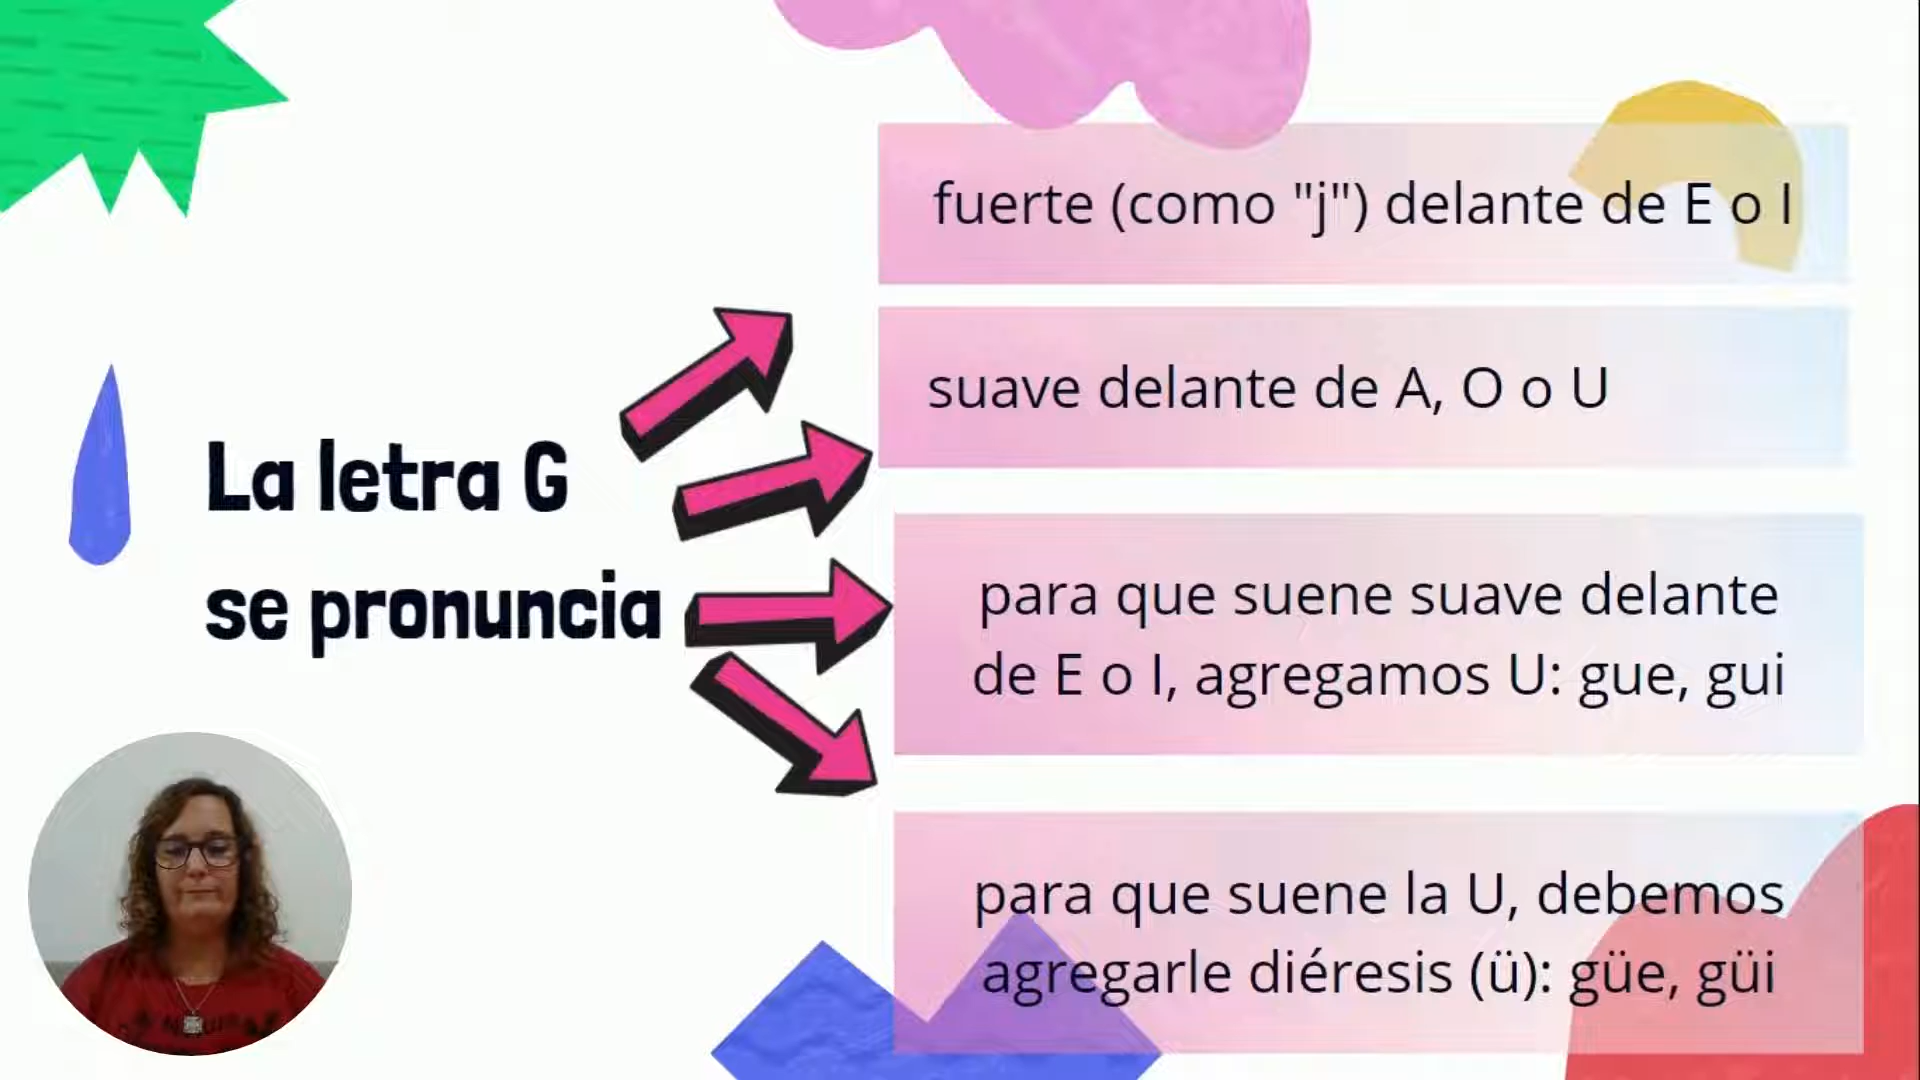 La letra G
se pronuncia
fuerte (como "j") delante de E o I
suave delante de A, O o U
para que suene suave delante
de E o I, agregamos U: gue, gui
para que suene la U, debemos
agregarle diéresis (ü): güe, güi